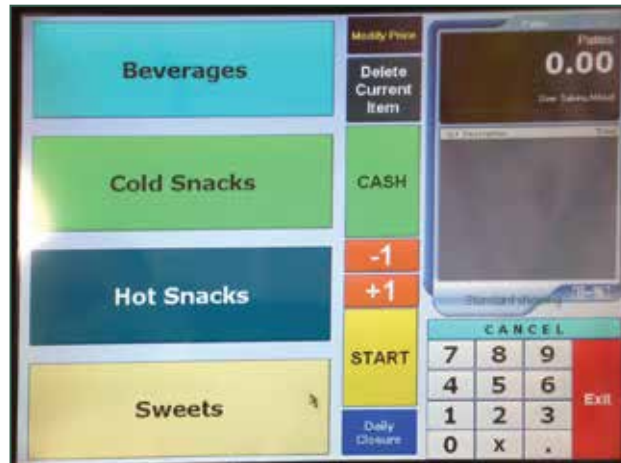 Beverages
Cold Snacks
Hot Snacks
Sweets
Modify Price
Delete
Current
Item
CASH
-1
+1
START
Daily
Closure
0.00
Description
CANCEL
7 8 9
4 5 6
1 2 3
0 x .
Exit